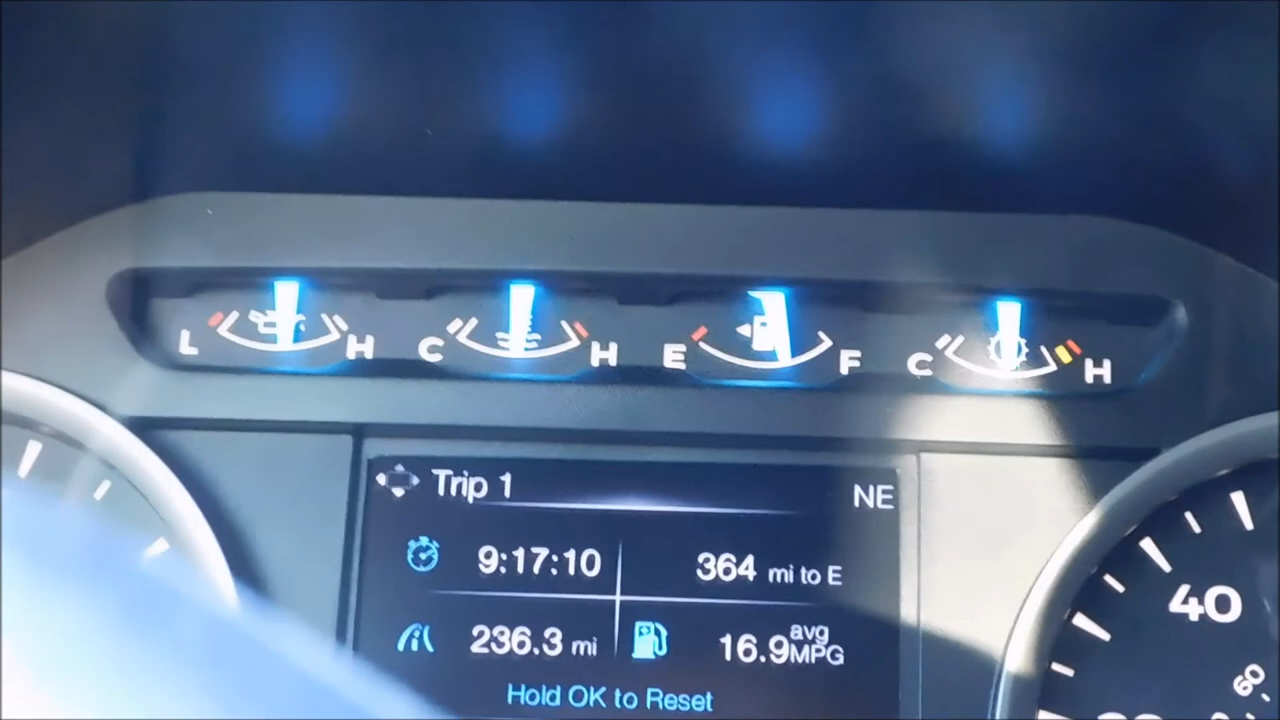 L H C H E F C H
Trip 1 NE
9:17:10 364 mi to E
236.3 mi 16.9 avg MPG
Hold OK to Reset
40
60